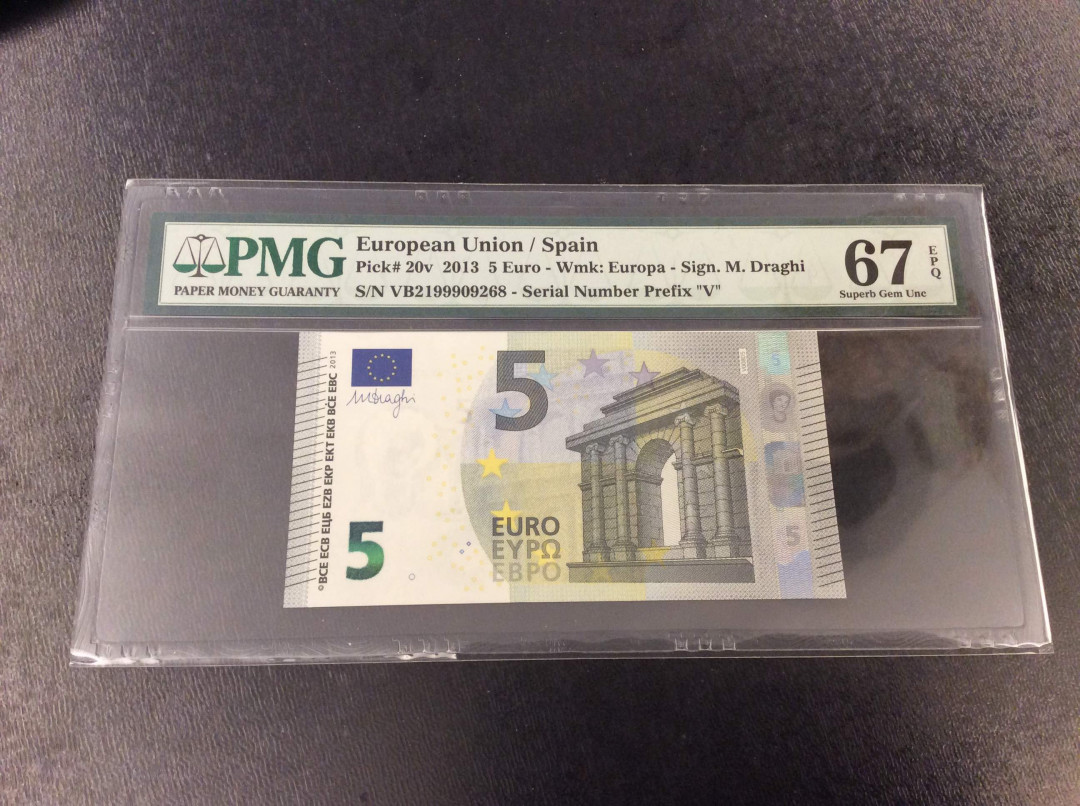 PMG
PAPER MONEY GUARANTY
European Union / Spain
Pick# 20v 2013 5 Euro - Wmk: Europa - Sign. M. Draghi
S/N VB2199909268 - Serial Number Prefix "V"
67
Superb Gem Unc
EPQ
©BCE ECB ЕЦБ EZB EKP EKT EKB BĊE EBC 2013
M Draghi
5
5
EURO
ΕΥΡΩ
ЕВРО
5
5